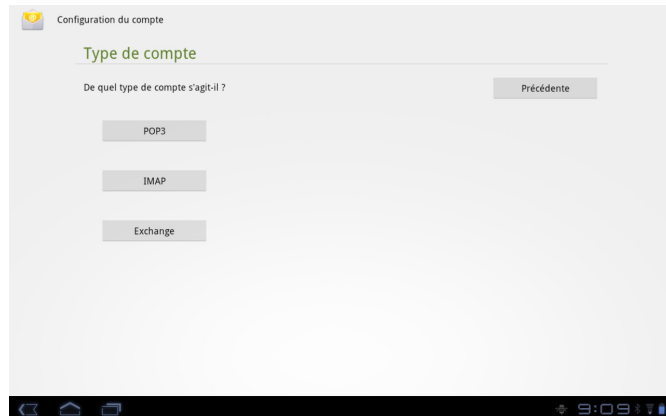 Configuration du compte
Type de compte
De quel type de compte s'agit-il ?
Précédente
POP3
IMAP
Exchange
9:09